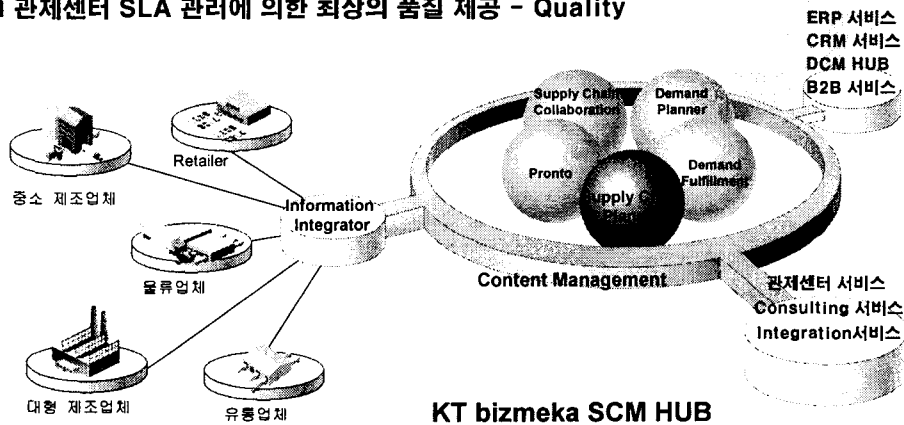 관제센터 SLA 관러에 의한 최상의 품질 제공 - Quality
ERP 서비스
CRM 서비스
DCM HUB
B2B 서비스
Supply Chain
Collaboration
Demand
Planner
Retailer
Pronto
Demand
Fulfillment
중소 제조업체
Information
Integrator
물류업체
Content Management
관제센터 서비스
Consulting 서비스
Integration서비스
대형 제조업체
유통업체
KT bizmeka SCM HUB